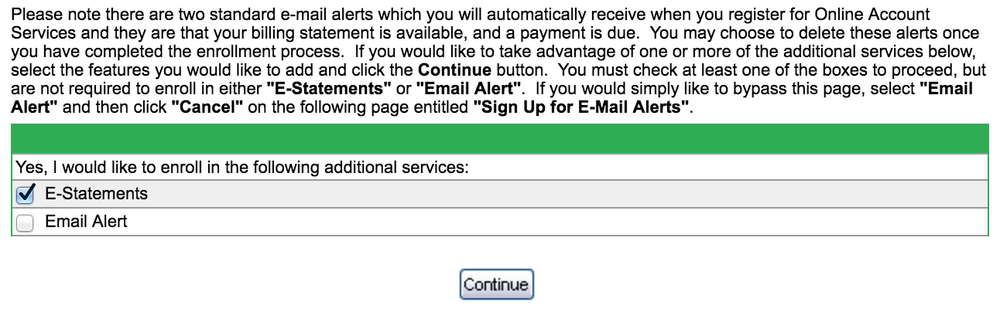 Please note there are two standard e-mail alerts which you will automatically receive when you register for Online Account
Services and they are that your billing statement is available, and a payment is due.  You may choose to delete these alerts once
you have completed the enrollment process.  If you would like to take advantage of one or more of the additional services below,
select the features you would like to add and click the Continue button.  You must check at least one of the boxes to proceed, but
are not required to enroll in either "E-Statements" or "Email Alert".  If you would simply like to bypass this page, select "Email
Alert" and then click "Cancel" on the following page entitled "Sign Up for E-Mail Alerts".
Yes, I would like to enroll in the following additional services:
E-Statements
Email Alert
Continue